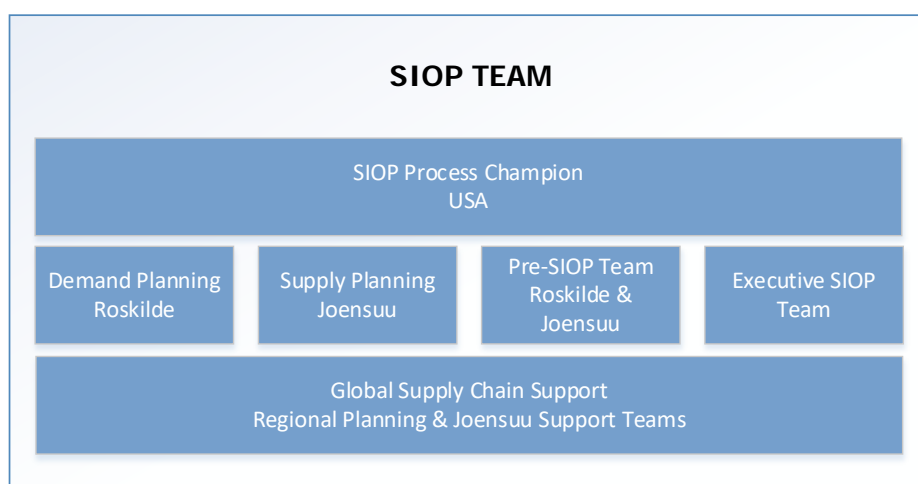 SIOP TEAM
SIOP Process Champion
USA
Demand Planning
Roskilde
Supply Planning
Joensuu
Pre-SIOP Team
Roskilde &
Joensuu
Executive SIOP
Team
Global Supply Chain Support
Regional Planning & Joensuu Support Teams